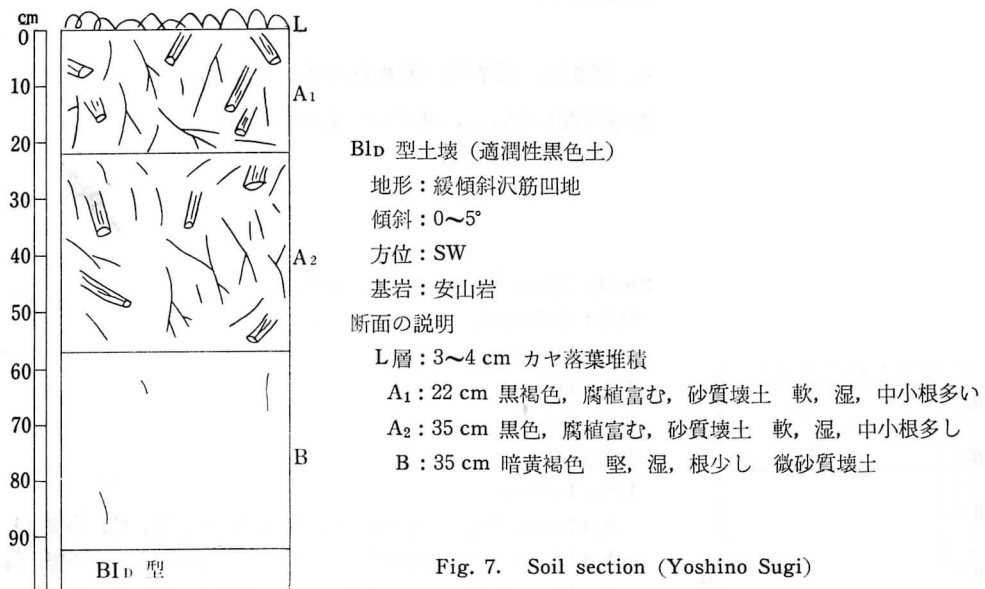 cm
0
10
20
30
40
50
60
70
80
90
L
A₁
A₂
B
BlD 型
BlD 型土壌（適潤性黒色土）
地形：緩傾斜沢筋凹地
傾斜：0〜5°
方位：SW
基岩：安山岩
断面の説明
L層：3〜4 cm カヤ落葉堆積
A₁：22 cm 黒褐色，腐植富む，砂質壌土 軟，湿，中小根多い
A₂：35 cm 黒色，腐植富む，砂質壌土 軟，湿，中小根多し
B：35 cm 暗黄褐色 堅，湿，根少し 微砂質壌土
Fig. 7. Soil section (Yoshino Sugi)